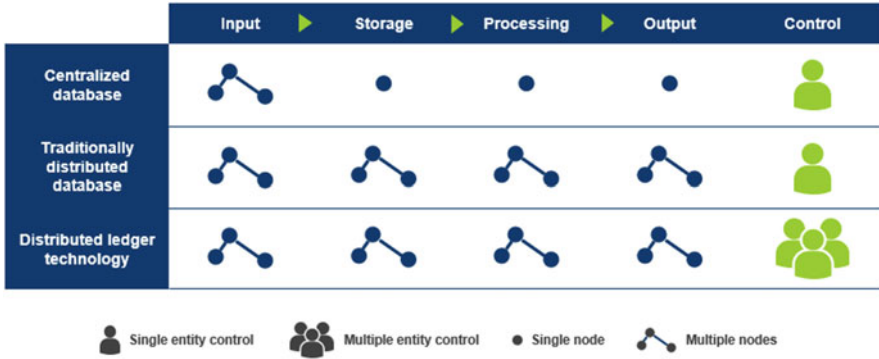 Input Storage Processing Output Control
Centralized
database
Traditionally
distributed
database
Distributed ledger
technology
Single entity control Multiple entity control Single node Multiple nodes